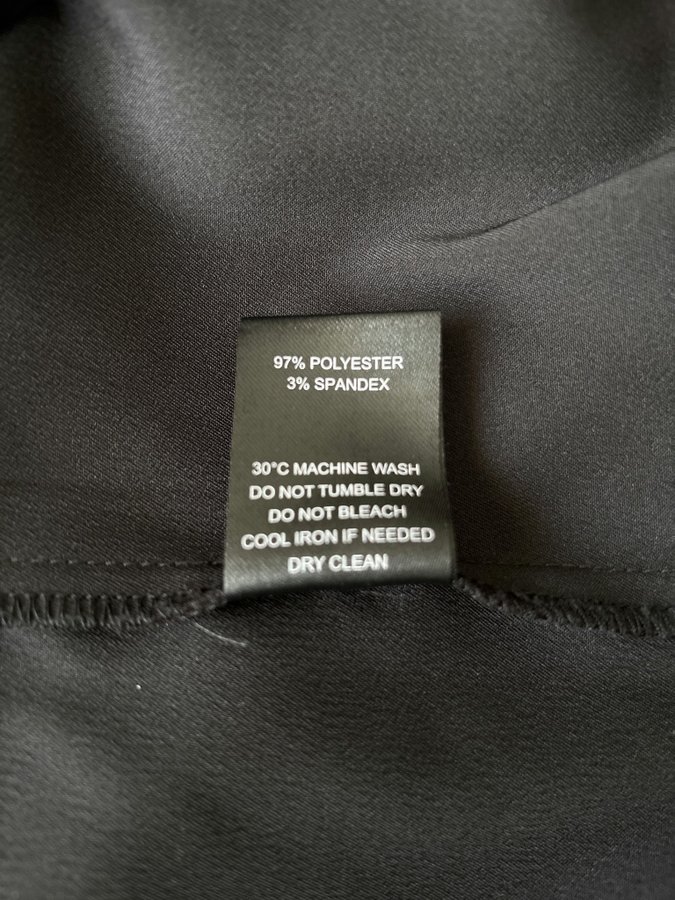 97% POLYESTER
3% SPANDEX
30°C MACHINE WASH
DO NOT TUMBLE DRY
DO NOT BLEACH
COOL IRON IF NEEDED
DRY CLEAN